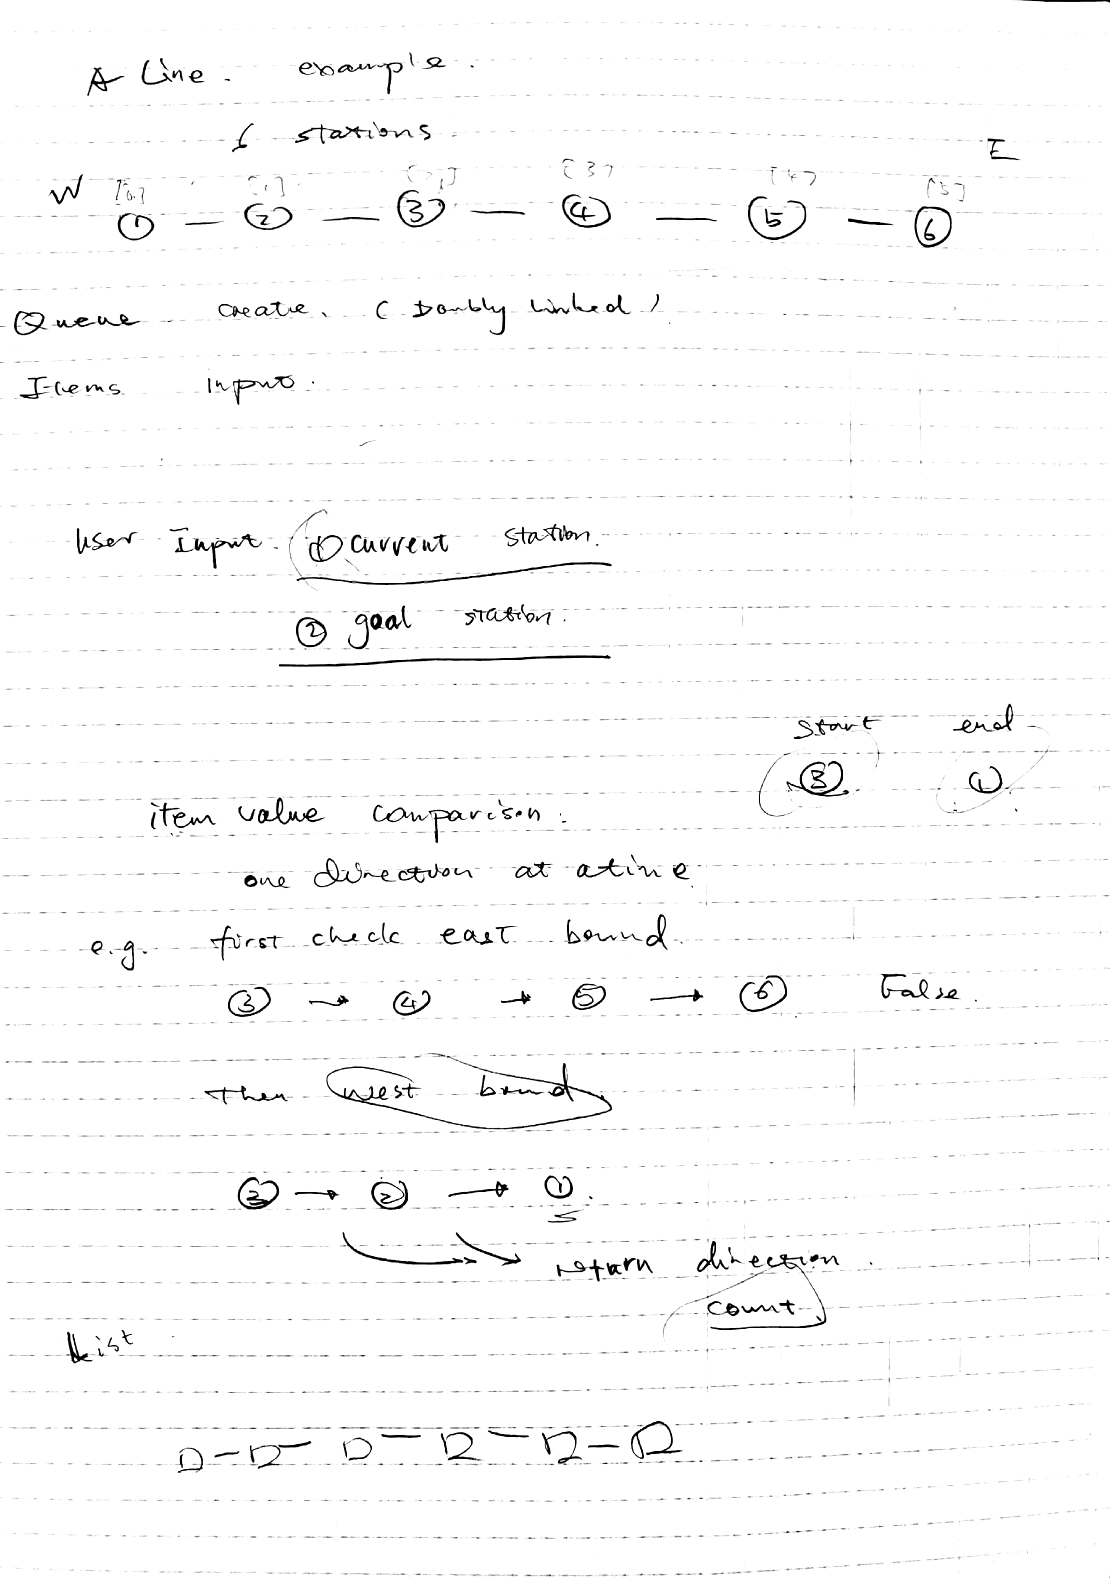 A Line. example.
6 stations
E
W [0] [1] [2] [3] [4] [5]
① — ② — ③ — ④ — ⑤ — ⑥
Queue create. (Doubly linked)
Items input.
User Input. ① current station.
② goal station.
start end
③ ①
item value comparison:
one direction at a time
e.g. first check east bound.
③ → ④ → ⑤ → ⑥ False.
Then west bound.
③ → ② → ①.
return direction.
count
List